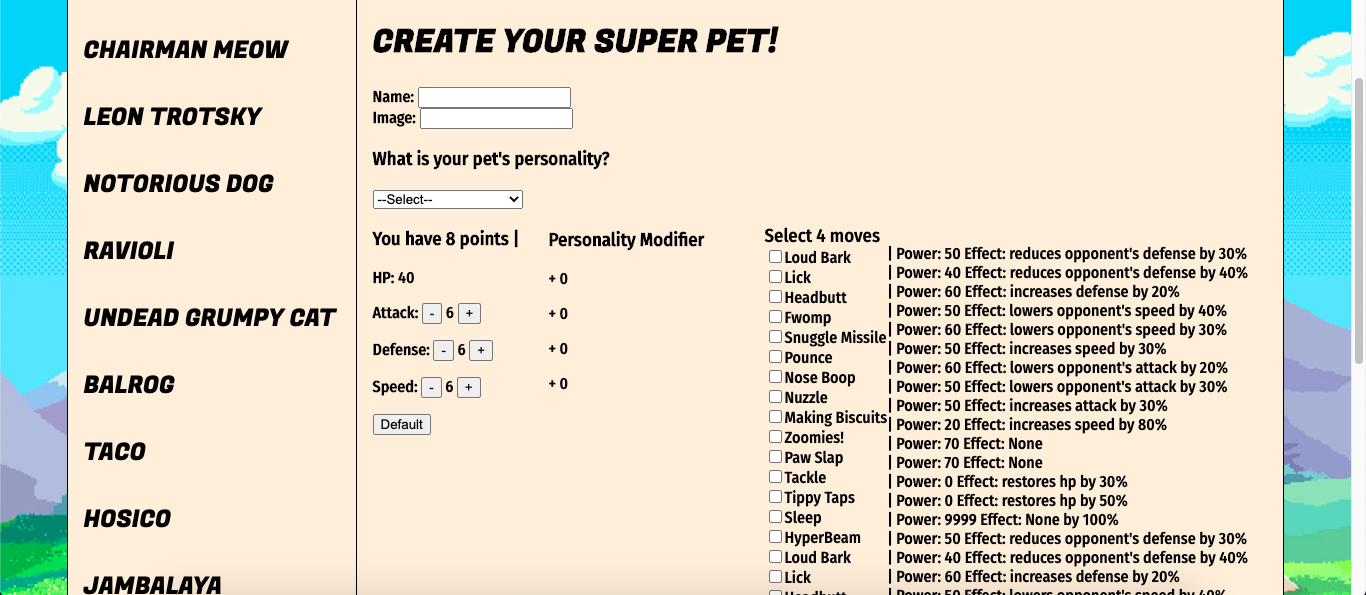 CHAIRMAN MEOW
LEON TROTSKY
NOTORIOUS DOG
RAVIOLI
UNDEAD GRUMPY CAT
BALROG
TACO
HOSICO
JAMBALAYA
CREATE YOUR SUPER PET!
Name:
Image:
What is your pet's personality?
--Select--
You have 8 points |
HP: 40
Attack: - 6 +
Defense: - 6 +
Speed: - 6 +
Default
Personality Modifier
+ 0
+ 0
+ 0
+ 0
Select 4 moves
Loud Bark
Lick
Headbutt
Fwomp
Snuggle Missile
Pounce
Nose Boop
Nuzzle
Making Biscuits
Zoomies!
Paw Slap
Tackle
Tippy Taps
Sleep
HyperBeam
Loud Bark
Lick
Headbutt
| Power: 50 Effect: reduces opponent's defense by 30%
| Power: 40 Effect: reduces opponent's defense by 40%
| Power: 60 Effect: increases defense by 20%
| Power: 50 Effect: lowers opponent's speed by 40%
| Power: 60 Effect: lowers opponent's speed by 30%
| Power: 50 Effect: increases speed by 30%
| Power: 60 Effect: lowers opponent's attack by 20%
| Power: 50 Effect: lowers opponent's attack by 30%
| Power: 50 Effect: increases attack by 30%
| Power: 20 Effect: increases speed by 80%
| Power: 70 Effect: None
| Power: 70 Effect: None
| Power: 0 Effect: restores hp by 30%
| Power: 0 Effect: restores hp by 50%
| Power: 9999 Effect: None by 100%
| Power: 50 Effect: reduces opponent's defense by 30%
| Power: 40 Effect: reduces opponent's defense by 40%
| Power: 60 Effect: increases defense by 20%
| Power: 50 Effect: lowers opponent's speed by 40%